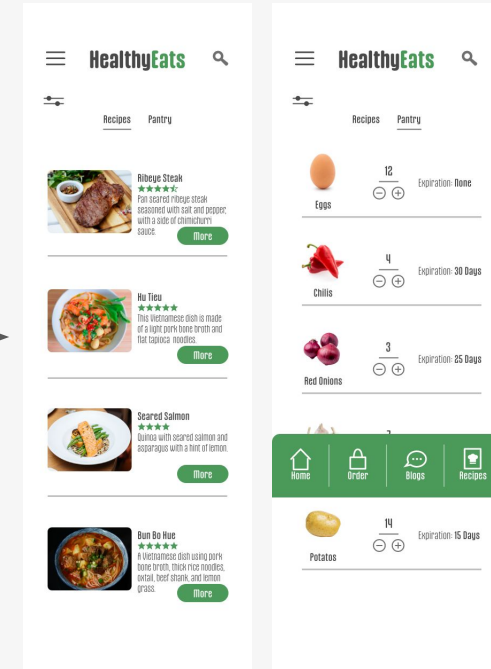 HealthyEats
Recipes Pantry
Ribeye Steak
Pan seared ribeye steak
seasoned with salt and pepper,
with a side of chimichurri
sauce.
More
Hu Tieu
This Vietnamese dish is made
of a light pork bone broth and
flat tapioca noodles.
More
Seared Salmon
Quinoa with seared salmon and
asparagus with a hint of lemon.
More
Bun Bo Hue
A Vietnamese dish using pork
bone broth, thick rice noodles,
oxtail, beef shank, and lemon
grass.
More
HealthyEats
Recipes Pantry
12
Expiration: None
Eggs
4
Expiration: 30 Days
Chilis
3
Expiration: 25 Days
Red Onions
Home Order Blogs Recipes
14
Expiration: 15 Days
Potatos